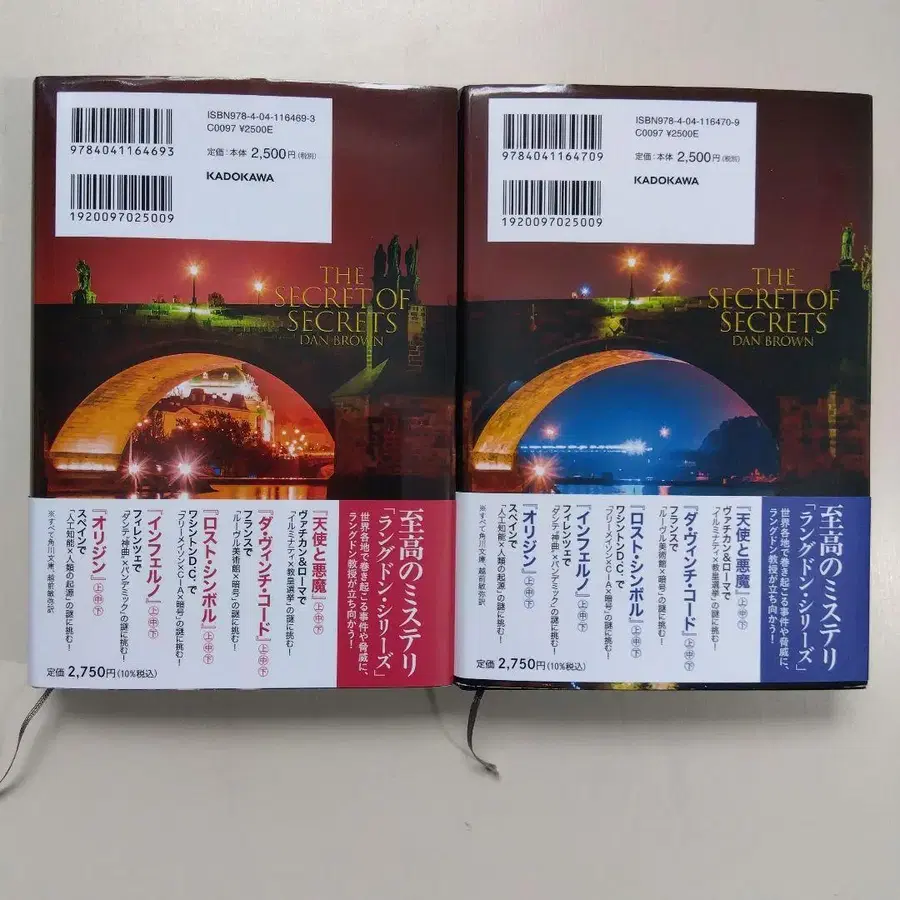 ISBN978-4-04-116469-3
C0097 ¥2500E
9784041164693
定価:本体 2,500円(税別)
KADOKAWA
1920097025009
THE
SECRET OF
SECRETS
DAN BROWN
至高のミステリ
「ラングドン・シリーズ」
世界各地で巻き起こる事件や脅威に、
ラングドン教授が立ち向かう!
『天使と悪魔』上中下
ヴァチカン&ローマで
「イルミナティ×教皇選挙」の謎に挑む!
『ダ・ヴィンチ・コード』上中下
フランスで
「ルーヴル美術館×暗号」の謎に挑む!
『ロスト・シンボル』上中下
ワシントンD.C.で
「フリーメイソン×CIA×暗号」の謎に挑む!
『インフェルノ』上中下
フィレンツェで
「ダンテ『神曲』×パンデミック」の謎に挑む!
『オリジン』上中下
スペインで
「人工知能×人類の起源」の謎に挑む!
※すべて角川文庫、越前敏弥訳
定価 2,750円(10%税込)
ISBN978-4-04-116470-9
C0097 ¥2500E
9784041164709
定価:本体 2,500円(税別)
KADOKAWA
1920097025009
THE
SECRET OF
SECRETS
DAN BROWN
至高のミステリ
「ラングドン・シリーズ」
世界各地で巻き起こる事件や脅威に、
ラングドン教授が立ち向かう!
『天使と悪魔』上中下
ヴァチカン&ローマで
「イルミナティ×教皇選挙」の謎に挑む!
『ダ・ヴィンチ・コード』上中下
フランスで
「ルーヴル美術館×暗号」の謎に挑む!
『ロスト・シンボル』上中下
ワシントンD.C.で
「フリーメイソン×CIA×暗号」の謎に挑む!
『インフェルノ』上中下
フィレンツェで
「ダンテ『神曲』×パンデミック」の謎に挑む!
『オリジン』上中下
スペインで
「人工知能×人類の起源」の謎に挑む!
※すべて角川文庫、越前敏弥訳
定価 2,750円(10%税込)